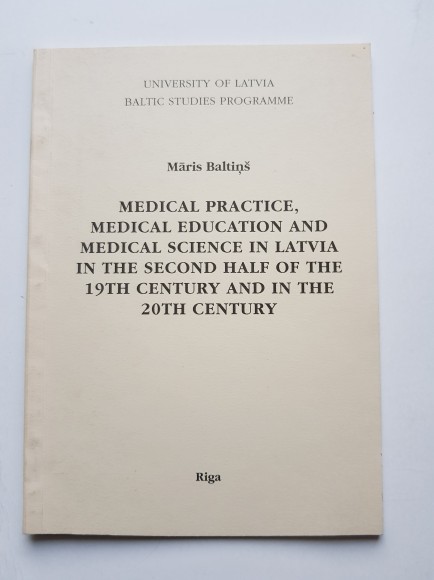 UNIVERSITY OF LATVIA
BALTIC STUDIES PROGRAMME
Māris Baltiņš
MEDICAL PRACTICE,
MEDICAL EDUCATION AND
MEDICAL SCIENCE IN LATVIA
IN THE SECOND HALF OF THE
19TH CENTURY AND IN THE
20TH CENTURY
Riga